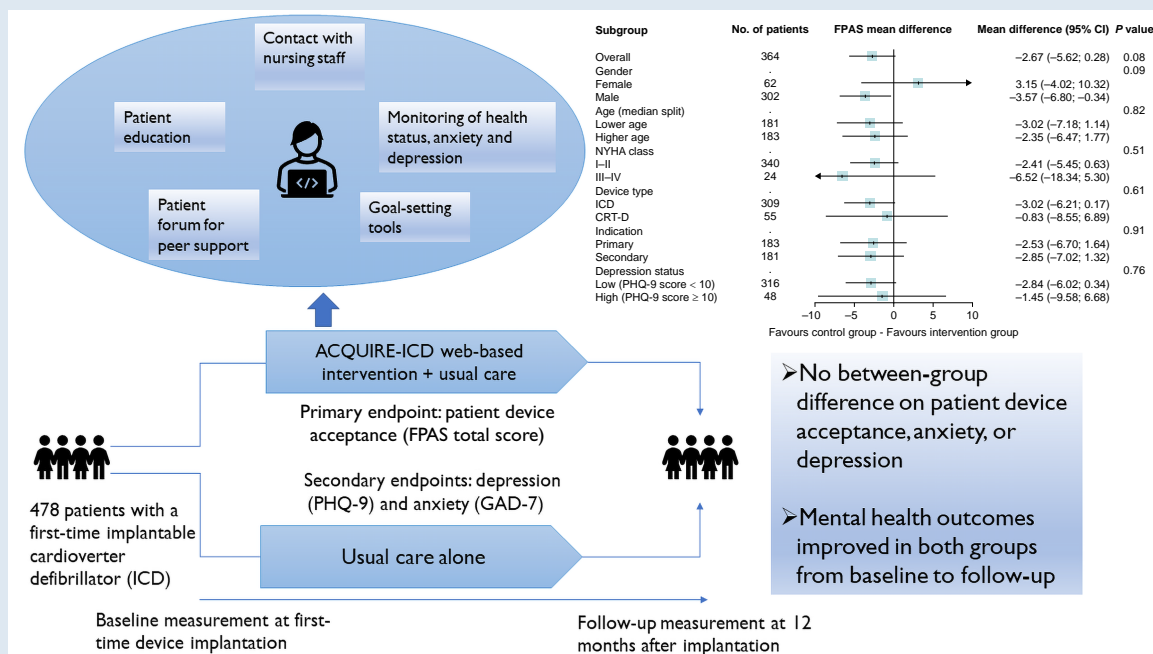 Contact with
nursing staff
Patient
education
Monitoring of health
status, anxiety and
depression
</>
Patient
forum for
peer support
Goal-setting
tools
Subgroup No. of patients FPAS mean difference Mean difference (95% CI) P value
Overall 364 −2.67 (−5.62; 0.28) 0.08
Gender . 0.09
Female 62 3.15 (−4.02; 10.32)
Male 302 −3.57 (−6.80; −0.34)
Age (median split) . 0.82
Lower age 181 −3.02 (−7.18; 1.14)
Higher age 183 −2.35 (−6.47; 1.77)
NYHA class . 0.51
I–II 340 −2.41 (−5.45; 0.63)
III–IV 24 −6.52 (−18.34; 5.30)
Device type . 0.61
ICD 309 −3.02 (−6.21; 0.17)
CRT-D 55 −0.83 (−8.55; 6.89)
Indication . 0.91
Primary 183 −2.53 (−6.70; 1.64)
Secondary 181 −2.85 (−7.02; 1.32)
Depression status . 0.76
Low (PHQ-9 score < 10) 316 −2.84 (−6.02; 0.34)
High (PHQ-9 score ≥ 10) 48 −1.45 (−9.58; 6.68)
−10 −5 0 5 10
Favours control group - Favours intervention group
ACQUIRE-ICD web-based
intervention + usual care
Primary endpoint: patient device
acceptance (FPAS total score)
Secondary endpoints: depression
(PHQ-9) and anxiety (GAD-7)
Usual care alone
478 patients with a
first-time implantable
cardioverter
defibrillator (ICD)
Baseline measurement at first-
time device implantation
Follow-up measurement at 12
months after implantation
➢No between-group
difference on patient device
acceptance, anxiety, or
depression
➢Mental health outcomes
improved in both groups
from baseline to follow-up